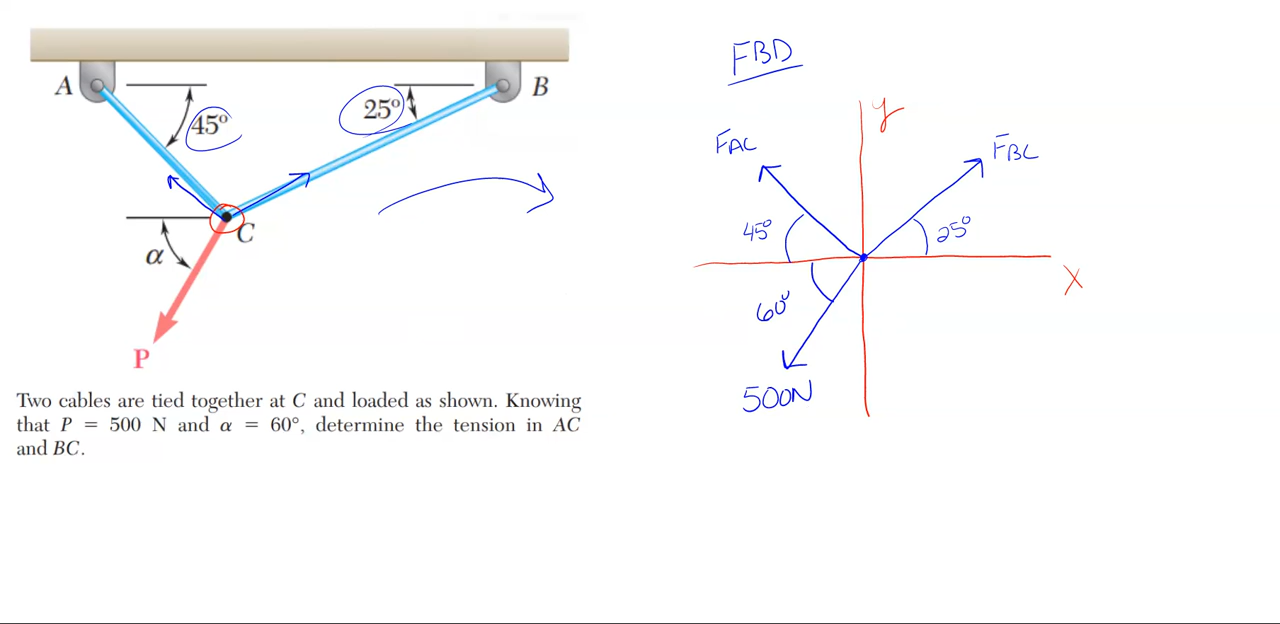 A
B
45°
25°
C
α
P
Two cables are tied together at C and loaded as shown. Knowing
that P = 500 N and α = 60°, determine the tension in AC
and BC.
FBD
y
FAC
FBC
45°
25°
X
60°
500N